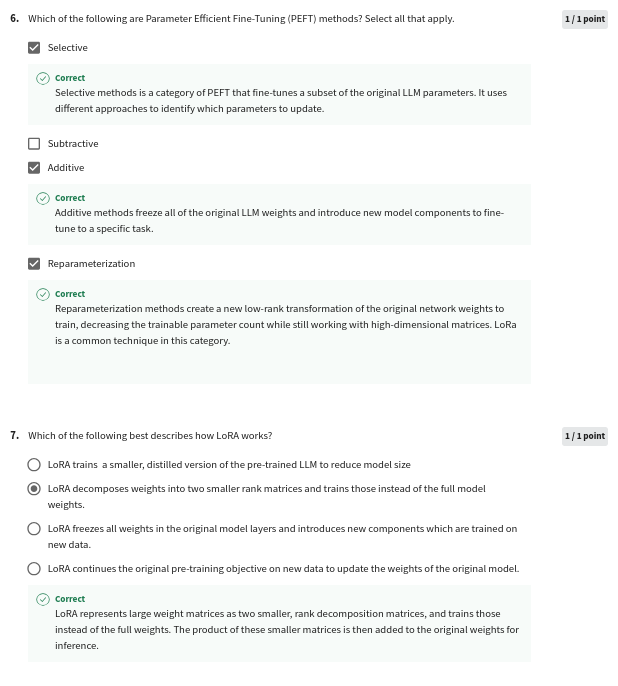 6. Which of the following are Parameter Efficient Fine-Tuning (PEFT) methods? Select all that apply. 1 / 1 point
Selective
Correct
Selective methods is a category of PEFT that fine-tunes a subset of the original LLM parameters. It uses
different approaches to identify which parameters to update.
Subtractive
Additive
Correct
Additive methods freeze all of the original LLM weights and introduce new model components to fine-
tune to a specific task.
Reparameterization
Correct
Reparameterization methods create a new low-rank transformation of the original network weights to
train, decreasing the trainable parameter count while still working with high-dimensional matrices. LoRa
is a common technique in this category.
7. Which of the following best describes how LoRA works? 1 / 1 point
LoRA trains a smaller, distilled version of the pre-trained LLM to reduce model size
LoRA decomposes weights into two smaller rank matrices and trains those instead of the full model
weights.
LoRA freezes all weights in the original model layers and introduces new components which are trained on
new data.
LoRA continues the original pre-training objective on new data to update the weights of the original model.
Correct
LoRA represents large weight matrices as two smaller, rank decomposition matrices, and trains those
instead of the full weights. The product of these smaller matrices is then added to the original weights for
inference.